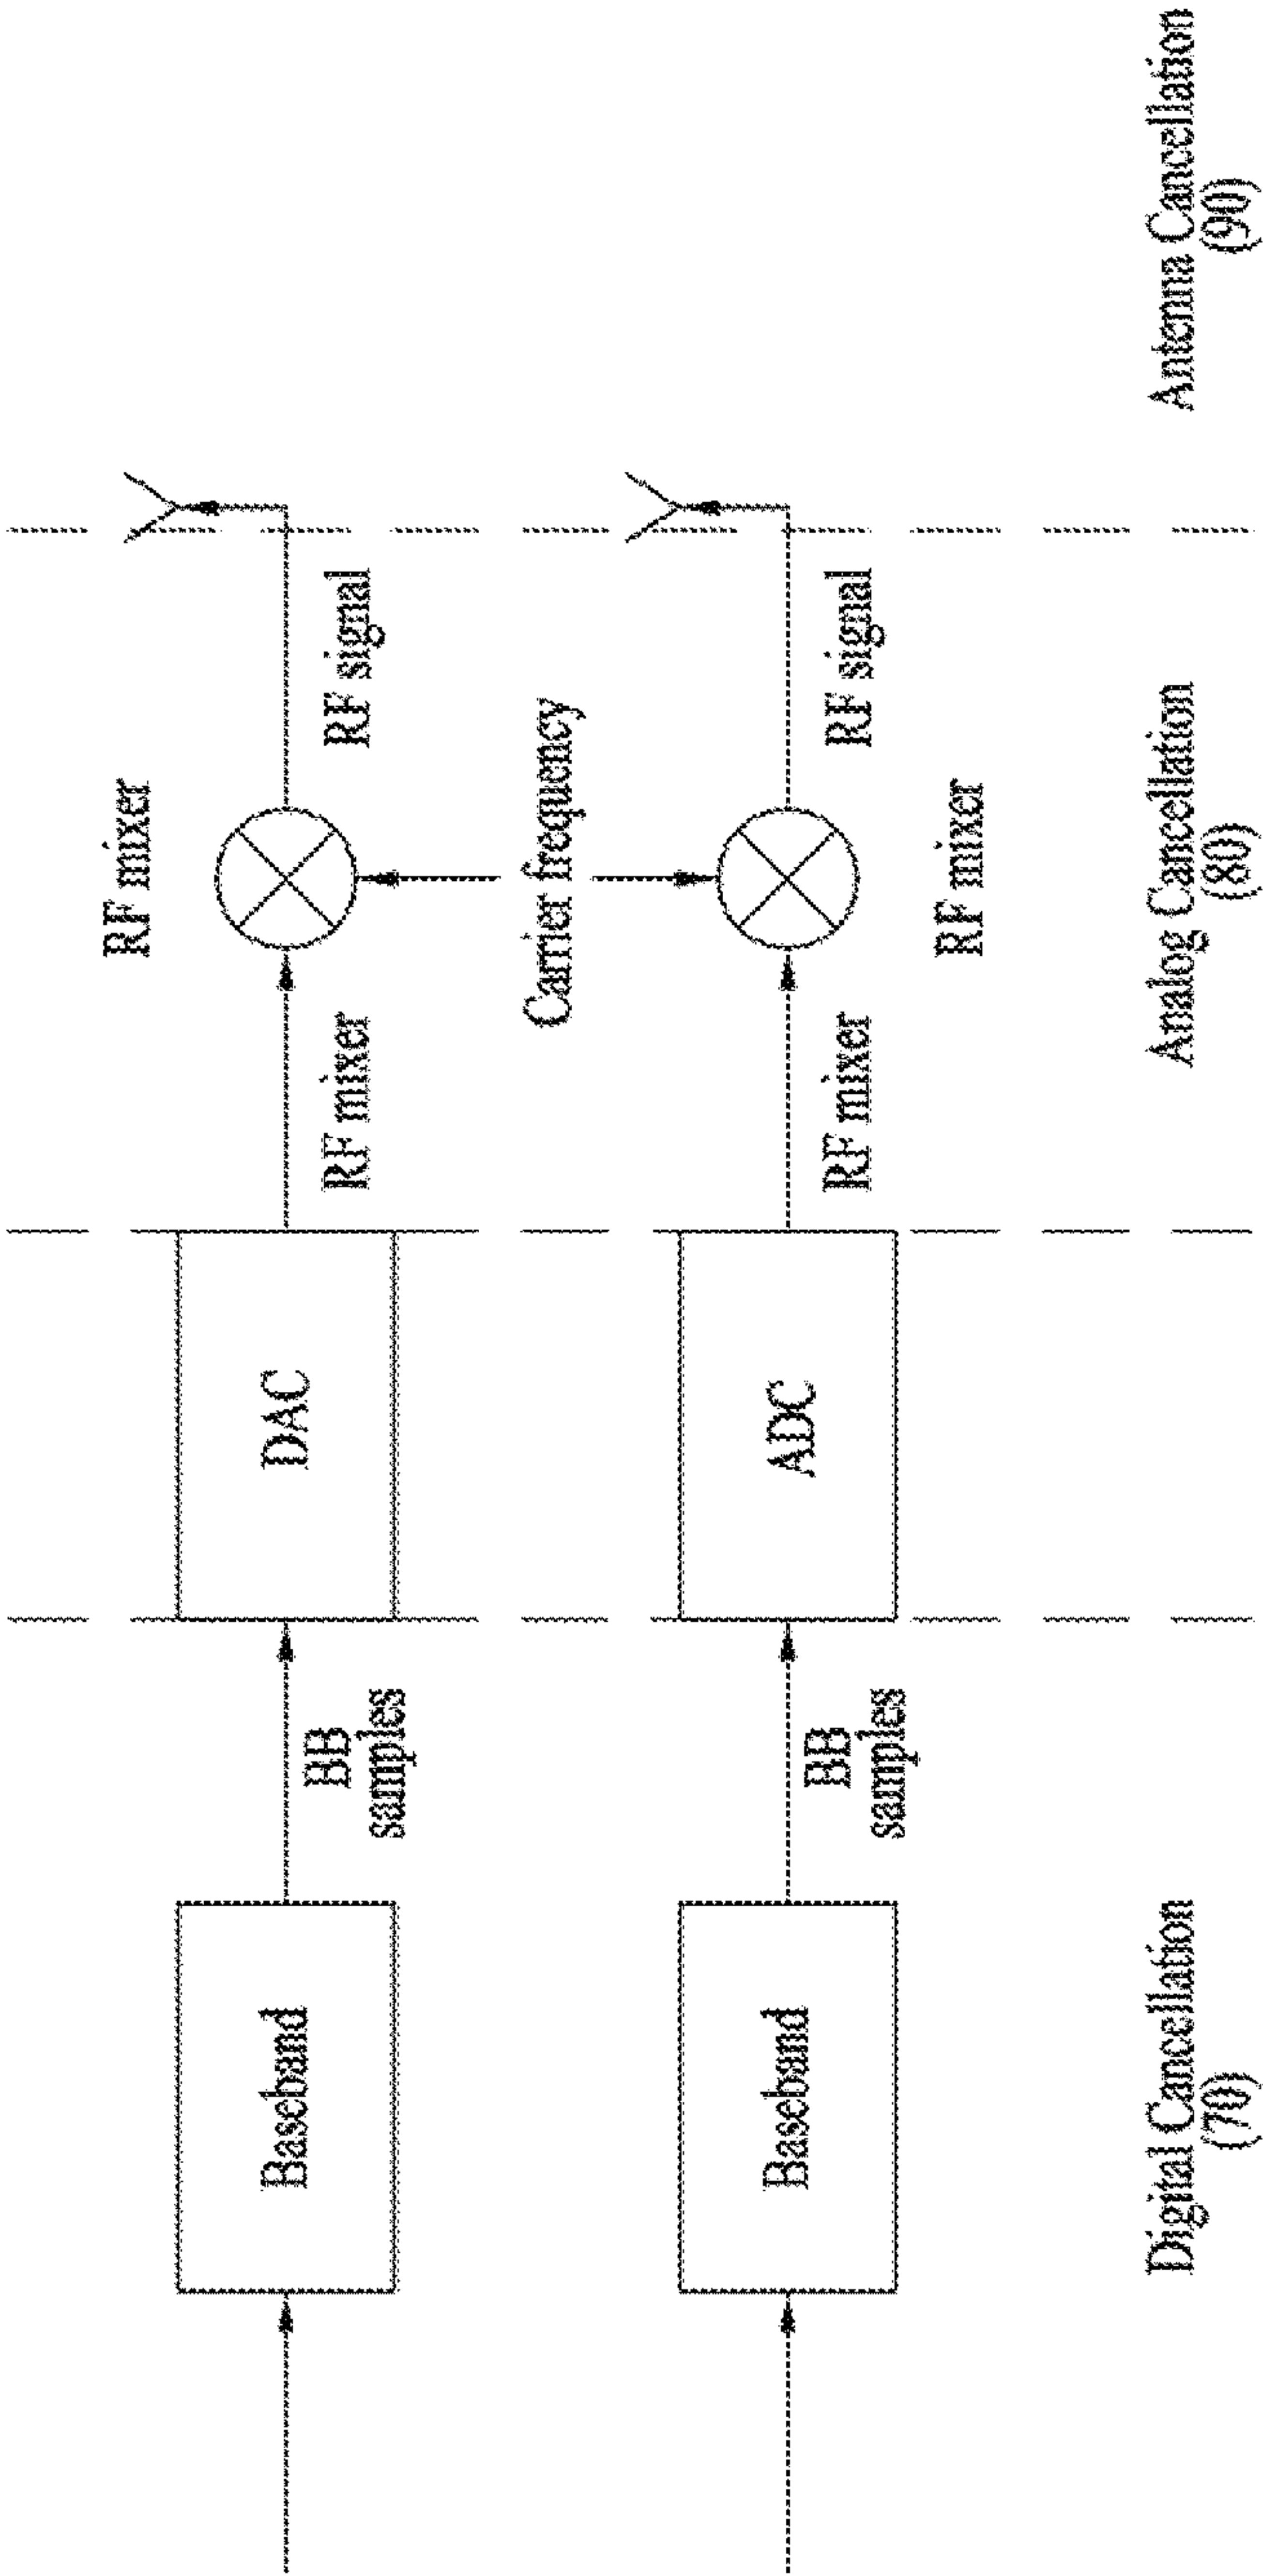 RF mixer
Baseband
BB
samples
DAC
RF mixer
RF signal
Carrier frequency
Baseband
BB
samples
ADC
RF mixer
RF signal
RF mixer
Digital Cancellation
(70)
Analog Cancellation
(80)
Antenna Cancellation
(90)